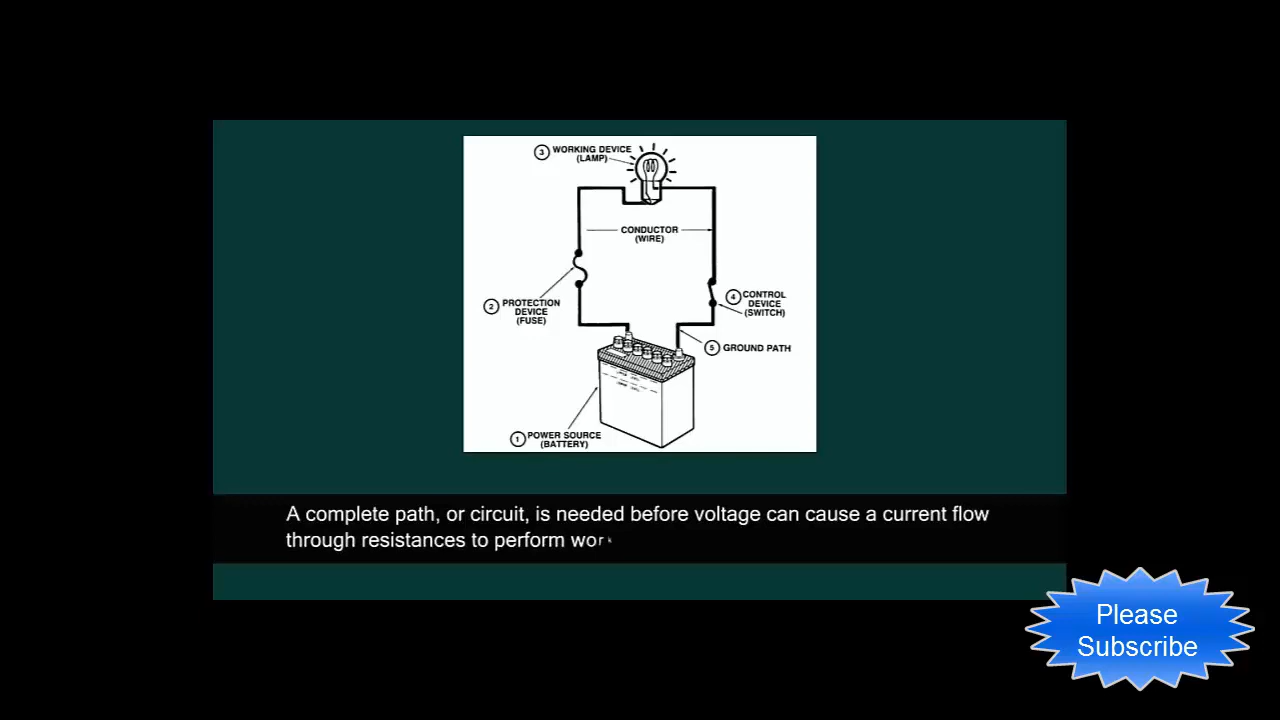 3 WORKING DEVICE
(LAMP)
CONDUCTOR
(WIRE)
2 PROTECTION
DEVICE
(FUSE)
4 CONTROL
DEVICE
(SWITCH)
5 GROUND PATH
1 POWER SOURCE
(BATTERY)
A complete path, or circuit, is needed before voltage can cause a current flow
through resistances to perform work
Please
Subscribe